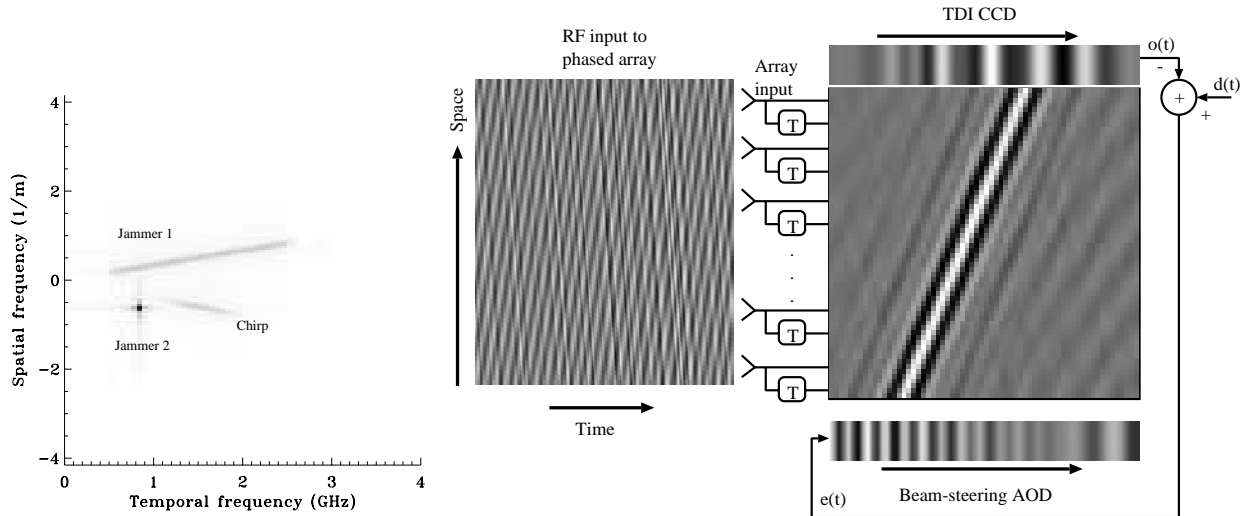 Spatial frequency (1/m)
4
2
0
-2
-4
Jammer 1
Jammer 2
Chirp
0
1
2
3
4
Temporal frequency (GHz)
RF input to
phased array
Space
Time
Array
input
T
T
T
.
.
.
.
T
T
TDI CCD
o(t)
-
+
d(t)
+
e(t)
Beam-steering AOD